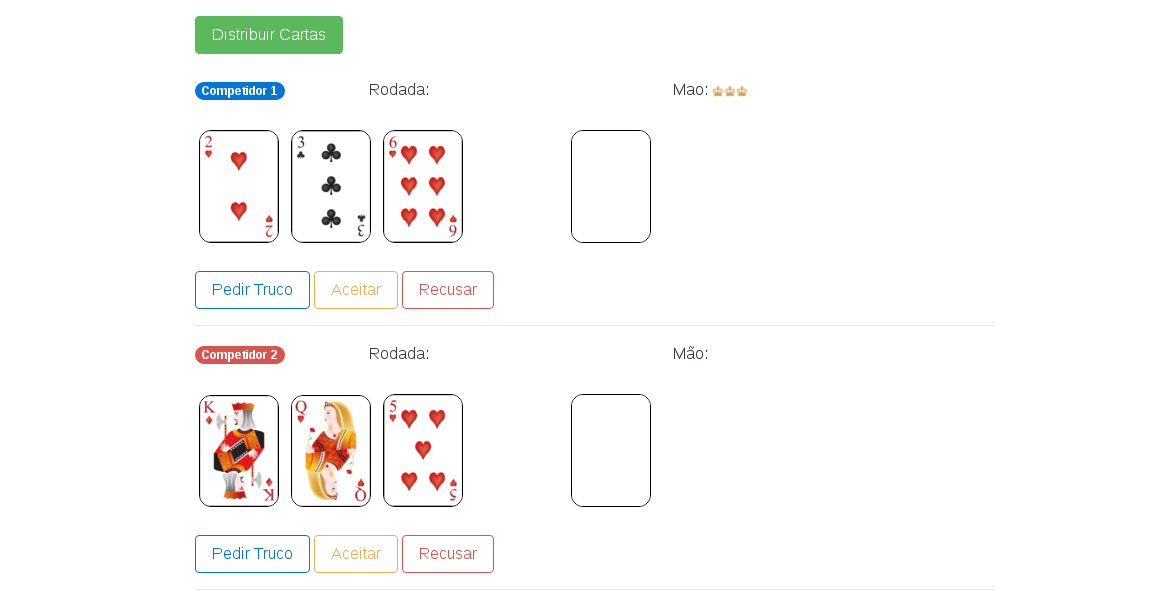 Distribuir Cartas
Competidor 1 Rodada: Mao:
2 3 6
2 3 6
Pedir Truco Aceitar Recusar
Competidor 2 Rodada: Mão:
K Q 5
K Q 5
Pedir Truco Aceitar Recusar